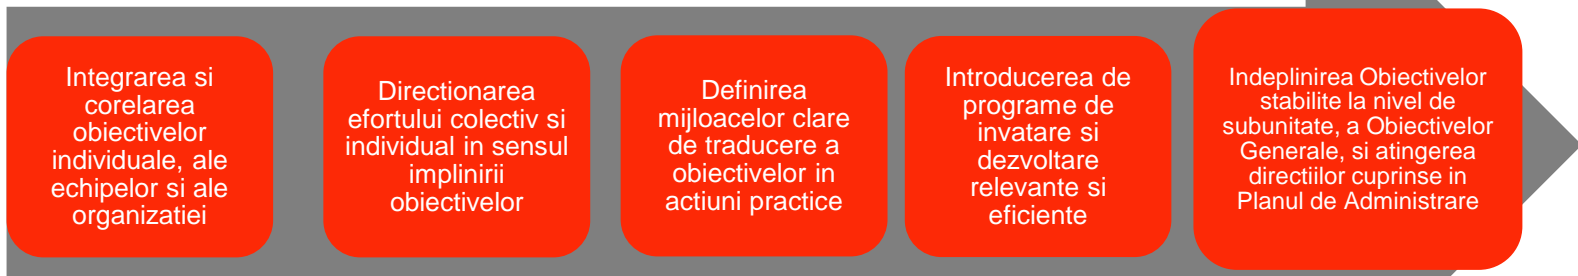 Integrarea si
corelarea
obiectivelor
individuale, ale
echipelor si ale
organizatiei
Directionarea
efortului colectiv si
individual in sensul
implinirii
obiectivelor
Definirea
mijloacelor clare
de traducere a
obiectivelor in
actiuni practice
Introducerea de
programe de
invatare si
dezvoltare
relevante si
eficiente
Indeplinirea Obiectivelor
stabilite la nivel de
subunitate, a Obiectivelor
Generale, si atingerea
directiilor cuprinse in
Planul de Administrare